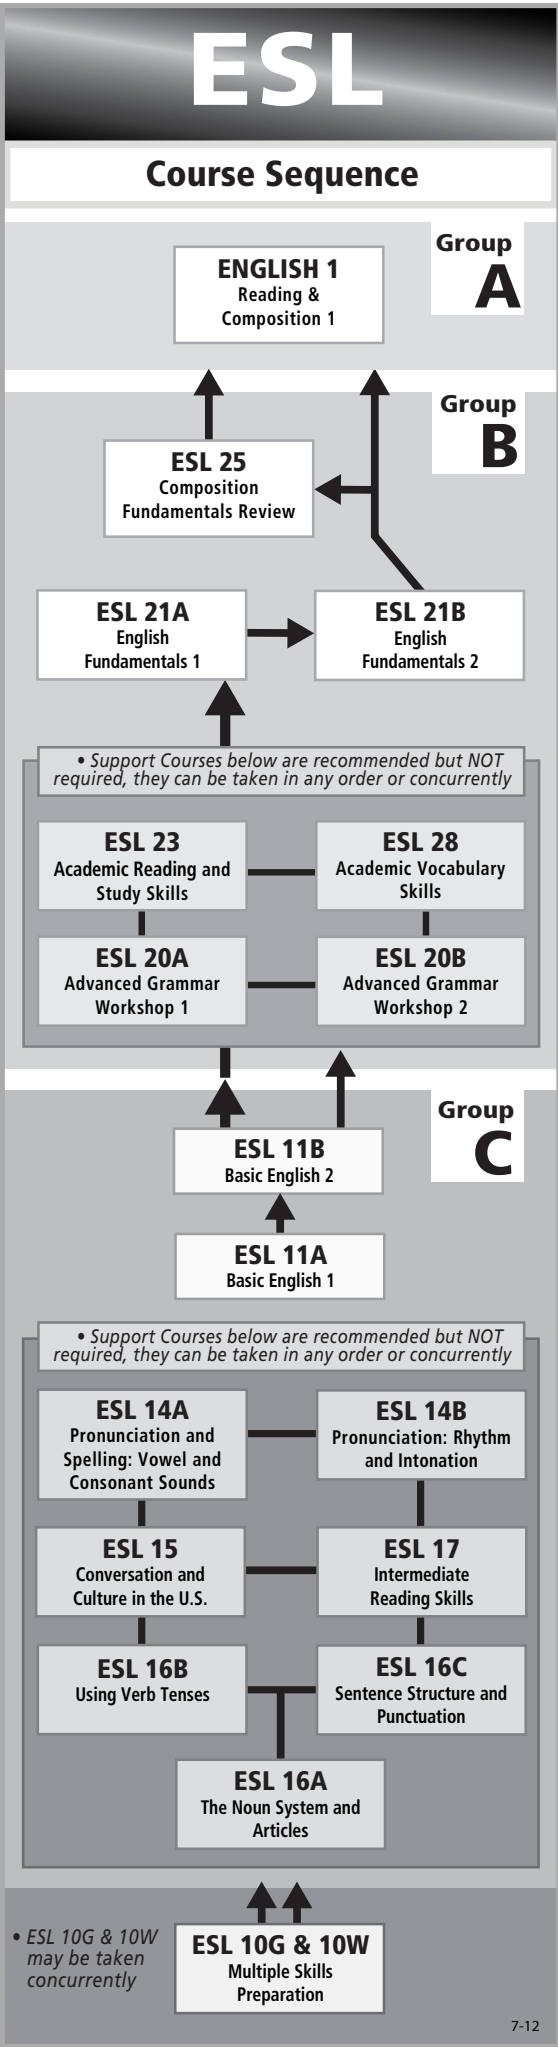 ESL
Course Sequence
Group
A
ENGLISH 1
Reading &
Composition 1
Group
B
ESL 25
Composition
Fundamentals Review
ESL 21A
English
Fundamentals 1
ESL 21B
English
Fundamentals 2
• Support Courses below are recommended but NOT
required, they can be taken in any order or concurrently
ESL 23
Academic Reading and
Study Skills
ESL 28
Academic Vocabulary
Skills
ESL 20A
Advanced Grammar
Workshop 1
ESL 20B
Advanced Grammar
Workshop 2
Group
C
ESL 11B
Basic English 2
ESL 11A
Basic English 1
• Support Courses below are recommended but NOT
required, they can be taken in any order or concurrently
ESL 14A
Pronunciation and
Spelling: Vowel and
Consonant Sounds
ESL 14B
Pronunciation: Rhythm
and Intonation
ESL 15
Conversation and
Culture in the U.S.
ESL 17
Intermediate
Reading Skills
ESL 16B
Using Verb Tenses
ESL 16C
Sentence Structure and
Punctuation
ESL 16A
The Noun System and
Articles
• ESL 10G & 10W
may be taken
concurrently
ESL 10G & 10W
Multiple Skills
Preparation
7-12